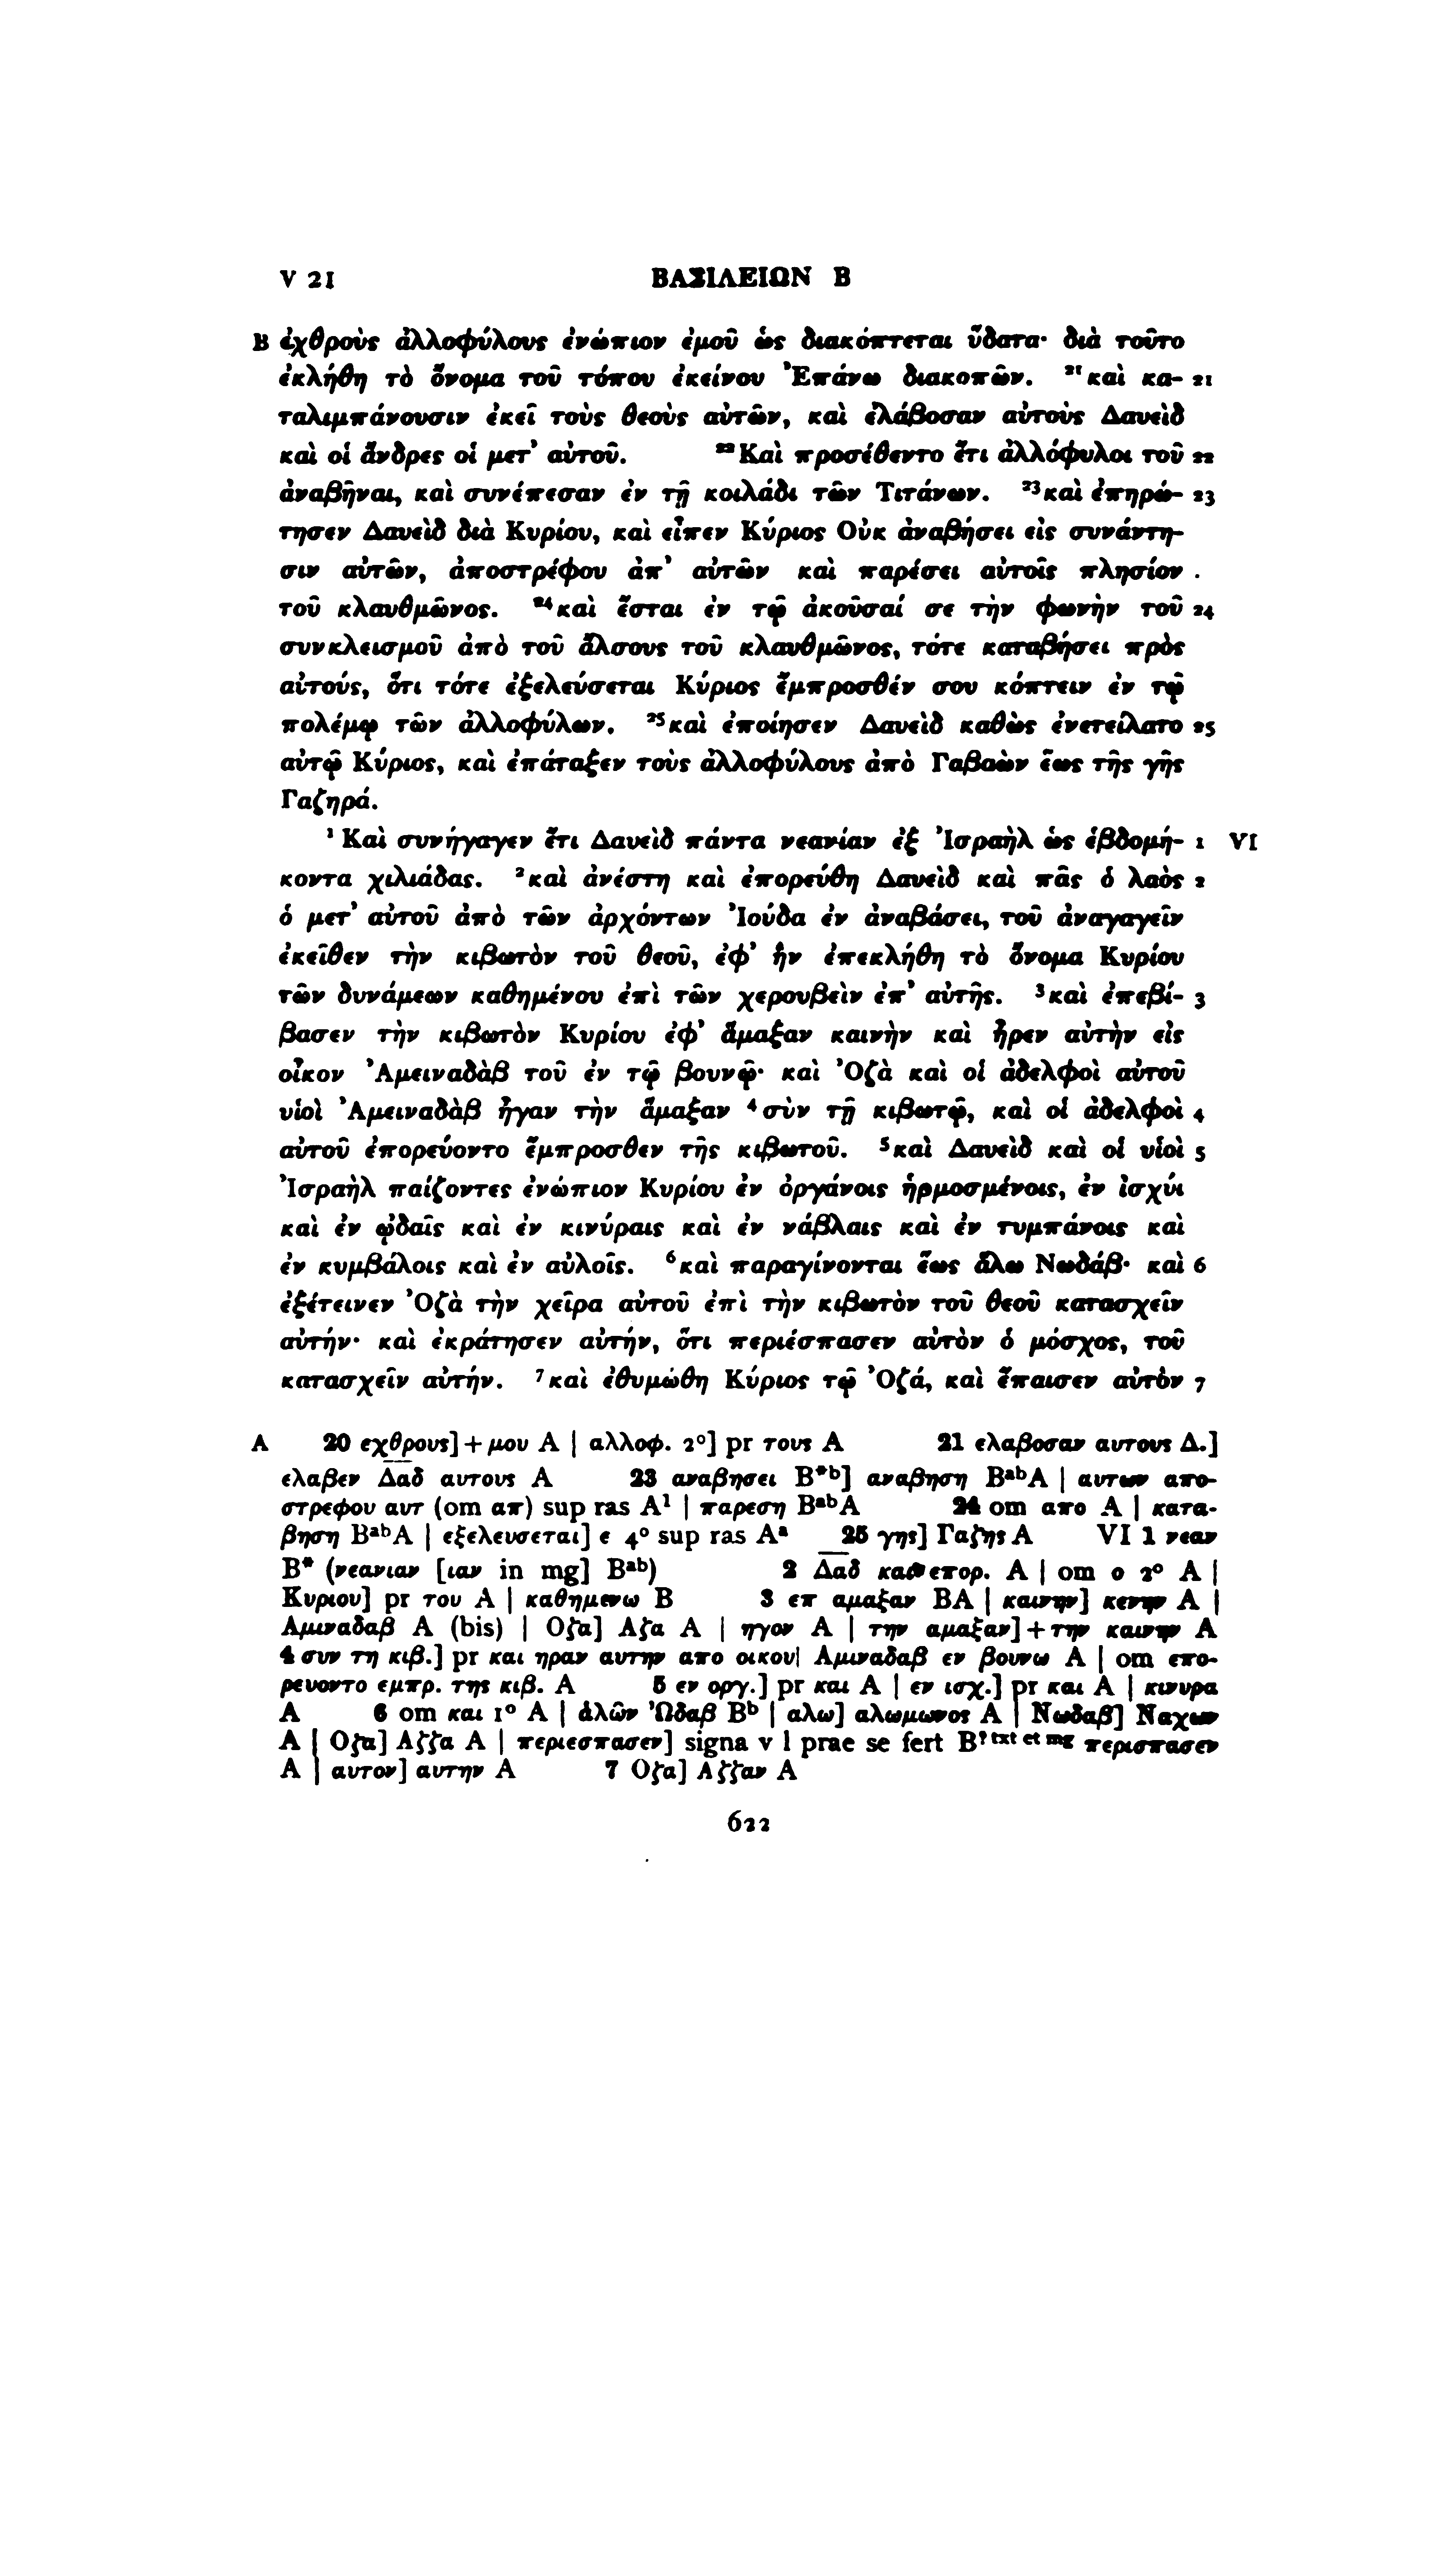 V 21 ΒΑΣΙΛΕΙΩΝ Β
B ἐχθροὺς ἀλλοφύλους ἐνώπιον ἐμοῦ ὡς διακόπτεται ὕδατα· διὰ τοῦτο
ἐκλήθη τὸ ὄνομα τοῦ τόπου ἐκείνου Ἐπάνω διακοπῶν. ²¹καὶ κα- 21
ταλιμπάνουσιν ἐκεῖ τοὺς θεοὺς αὐτῶν, καὶ ἐλάβοσαν αὐτοὺς Δαυεὶδ
καὶ οἱ ἄνδρες οἱ μετ’ αὐτοῦ. ²²Καὶ προσέθεντο ἔτι ἀλλόφυλοι τοῦ 22
ἀναβῆναι, καὶ συνέπεσαν ἐν τῇ κοιλάδι τῶν Τιτάνων. ²³καὶ ἐπηρώ- 23
τησεν Δαυεὶδ διὰ Κυρίου, καὶ εἶπεν Κύριος Οὐκ ἀναβήσει εἰς συνάντη-
σιν αὐτῶν, ἀποστρέφου ἀπ’ αὐτῶν καὶ παρέσει αὐτοῖς πλησίον
τοῦ κλαυθμῶνος. ²⁴καὶ ἔσται ἐν τῷ ἀκοῦσαί σε τὴν φωνὴν τοῦ 24
συνκλεισμοῦ ἀπὸ τοῦ ἄλσους τοῦ κλαυθμῶνος, τότε καταβήσει πρὸς
αὐτούς, ὅτι τότε ἐξελεύσεται Κύριος ἔμπροσθέν σου κόπτειν ἐν τῷ
πολέμῳ τῶν ἀλλοφύλων. ²⁵καὶ ἐποίησεν Δαυεὶδ καθὼς ἐνετείλατο 25
αὐτῷ Κύριος, καὶ ἐπάταξεν τοὺς ἀλλοφύλους ἀπὸ Γαβαὼν ἕως τῆς γῆς
Γαζηρά.
¹Καὶ συνήγαγεν ἔτι Δαυεὶδ πάντα νεανίαν ἐξ Ἰσραὴλ ὡς ἑβδομή- 1 VI
κοντα χιλιάδας. ²καὶ ἀνέστη καὶ ἐπορεύθη Δαυεὶδ καὶ πᾶς ὁ λαὸς 2
ὁ μετ’ αὐτοῦ ἀπὸ τῶν ἀρχόντων Ἰούδα ἐν ἀναβάσει, τοῦ ἀναγαγεῖν
ἐκεῖθεν τὴν κιβωτὸν τοῦ θεοῦ, ἐφ’ ἣν ἐπεκλήθη τὸ ὄνομα Κυρίου
τῶν δυνάμεων καθημένου ἐπὶ τῶν χερουβεὶν ἐπ’ αὐτῆς. ³καὶ ἐπεβί- 3
βασεν τὴν κιβωτὸν Κυρίου ἐφ’ ἅμαξαν καινὴν καὶ ἦρεν αὐτὴν εἰς
οἶκον Ἀμειναδὰβ τοῦ ἐν τῷ βουνῷ· καὶ Ὀζὰ καὶ οἱ ἀδελφοὶ αὐτοῦ
υἱοὶ Ἀμειναδὰβ ἦγαν τὴν ἅμαξαν ⁴σὺν τῇ κιβωτῷ, καὶ οἱ ἀδελφοὶ 4
αὐτοῦ ἐπορεύοντο ἔμπροσθεν τῆς κιβωτοῦ. ⁵καὶ Δαυεὶδ καὶ οἱ υἱοὶ 5
Ἰσραὴλ παίζοντες ἐνώπιον Κυρίου ἐν ὀργάνοις ἡρμοσμένοις, ἐν ἰσχύι
καὶ ἐν ᾠδαῖς καὶ ἐν κινύραις καὶ ἐν νάβλαις καὶ ἐν τυμπάνοις καὶ
ἐν κυμβάλοις καὶ ἐν αὐλοῖς. ⁶καὶ παραγίνονται ἕως ἅλω Νωδάβ· καὶ 6
ἐξέτεινεν Ὀζὰ τὴν χεῖρα αὐτοῦ ἐπὶ τὴν κιβωτὸν τοῦ θεοῦ κατασχεῖν
αὐτήν· καὶ ἐκράτησεν αὐτήν, ὅτι περιέσπασεν αὐτὸν ὁ μόσχος, τοῦ
κατασχεῖν αὐτήν. ⁷καὶ ἐθυμώθη Κύριος τῷ Ὀζά, καὶ ἔπαισεν αὐτὸν 7
A 20 εχθρους] + μου A | αλλοφ. 2°] pr τους A 21 ελαβοσαν αυτους Δ.]
ελαβεν Δ̅α̅δ̅ αυτους A 23 αναβησει B*b] αναβηση BabA | αυτων απο-
στρεφου αυτ (om απ) sup ras A¹ | παρεση BabA 24 om απο A | κατα-
βηση BabA | εξελευσεται] ε 4° sup ras Aa 25 γης] Γαζης A VI 1 νεαν
B* (νεανιαν [ιαν in mg] Bab) 2 Δ̅α̅δ̅ και επορ. A | om ο 2° A |
Κυριου] pr του A | καθημενω B 3 επ αμαξαν BA | καινην] κενην A |
Αμιναδαβ A (bis) | Οζα] Αζα A | ηγον A | την αμαξαν] + την καινην A
4 συν τη κιβ.] pr και ηραν αυτην απο οικου| Αμιναδαβ εν βουνω A | om επο-
ρευοντο εμπρ. της κιβ. A 5 εν οργ.] pr και A | εν ισχ.] pr και A | κινυρα
A 6 om και 1° A | ἁλῶν Ὠδαβ Bb | αλω] αλωμωνος A | Νωδαβ] Ναχων
A | Οζα] Αζζα A | περιεσπασεν] signa v l prae se fert B? txt et mg περισπασεν
A | αυτον] αυτην A 7 Οζα] Αζζαν A
622